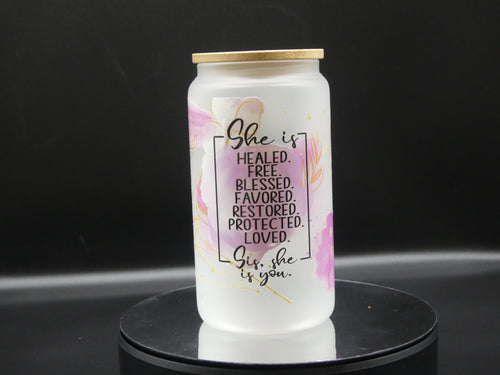 She is
HEALED.
FREE.
BLESSED.
FAVORED.
RESTORED.
PROTECTED.
LOVED.
Sis, she
is you.